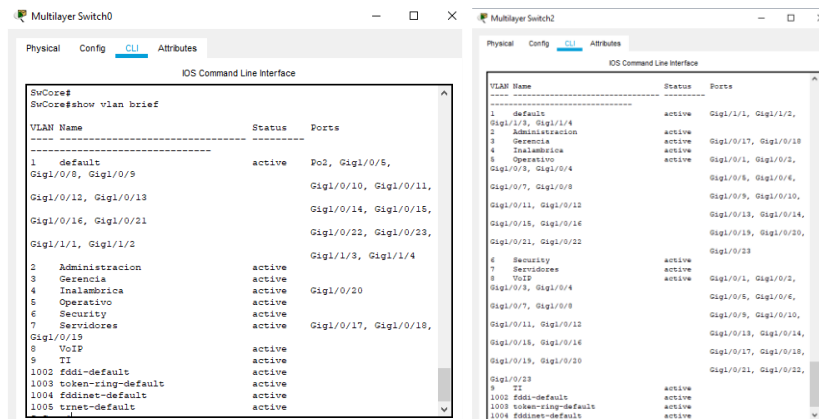 Multilayer Switch0
Physical Config CLI Attributes
IOS Command Line Interface
SwCore#
SwCore#show vlan brief
VLAN Name Status Ports
---- -------------------------------- ---------
-------------------------------
1 default active Po2, Gig1/0/5,
Gig1/0/8, Gig1/0/9
Gig1/0/10, Gig1/0/11,
Gig1/0/12, Gig1/0/13
Gig1/0/14, Gig1/0/15,
Gig1/0/16, Gig1/0/21
Gig1/0/22, Gig1/0/23,
Gig1/1/1, Gig1/1/2
Gig1/1/3, Gig1/1/4
2 Administracion active
3 Gerencia active
4 Inalambrica active Gig1/0/20
5 Operativo active
6 Security active
7 Servidores active Gig1/0/17, Gig1/0/18,
Gig1/0/19
8 VoIP active
9 TI active
1002 fddi-default active
1003 token-ring-default active
1004 fddinet-default active
1005 trnet-default active
Multilayer Switch2
Physical Config CLI Attributes
IOS Command Line Interface
VLAN Name Status Ports
---- -------------------------------- ---------
-------------------------------
1 default active Gig1/1/1, Gig1/1/2,
Gig1/1/3, Gig1/1/4
2 Administracion active
3 Gerencia active Gig1/0/17, Gig1/0/18
4 Inalambrica active
5 Operativo active Gig1/0/1, Gig1/0/2,
Gig1/0/3, Gig1/0/4
Gig1/0/5, Gig1/0/6,
Gig1/0/7, Gig1/0/8
Gig1/0/9, Gig1/0/10,
Gig1/0/11, Gig1/0/12
Gig1/0/13, Gig1/0/14,
Gig1/0/15, Gig1/0/16
Gig1/0/19, Gig1/0/20,
Gig1/0/21, Gig1/0/22
Gig1/0/23
6 Security active
7 Servidores active
8 VoIP active Gig1/0/1, Gig1/0/2,
Gig1/0/3, Gig1/0/4
Gig1/0/5, Gig1/0/6,
Gig1/0/7, Gig1/0/8
Gig1/0/9, Gig1/0/10,
Gig1/0/11, Gig1/0/12
Gig1/0/13, Gig1/0/14,
Gig1/0/15, Gig1/0/16
Gig1/0/17, Gig1/0/18,
Gig1/0/19, Gig1/0/20
Gig1/0/21, Gig1/0/22,
Gig1/0/23
9 TI active
1002 fddi-default active
1003 token-ring-default active
1004 fddinet-default active